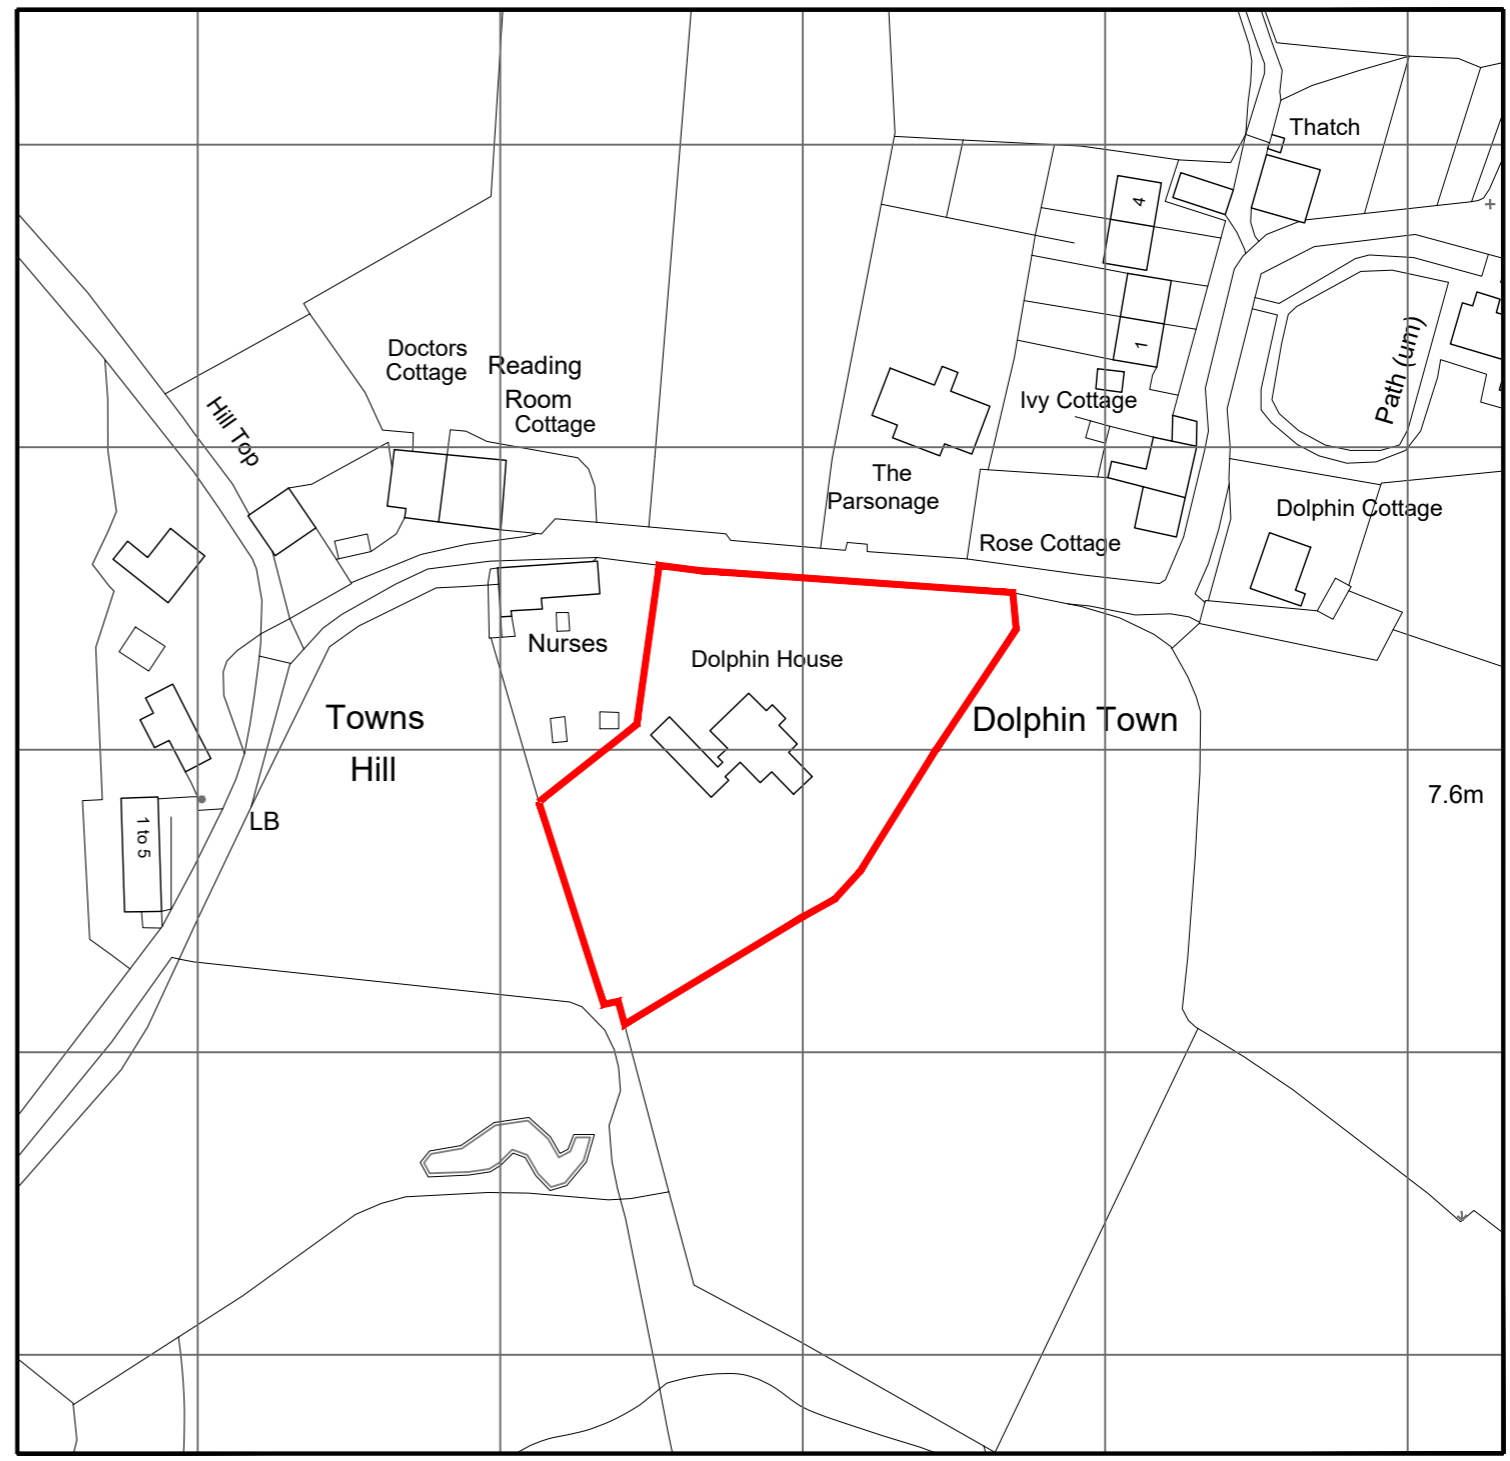 Thatch
4
1
Path (um)
Doctors
Cottage
Reading
Room
Cottage
Hill Top
Ivy Cottage
The
Parsonage
Dolphin Cottage
Rose Cottage
Nurses
Dolphin House
Towns
Hill
Dolphin Town
7.6m
LB
1 to 5